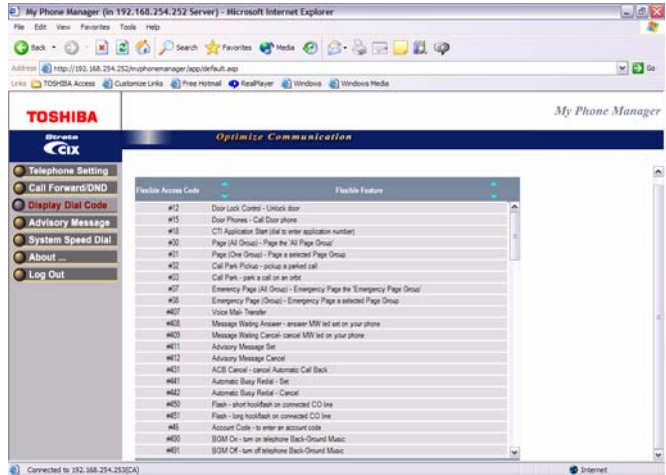 My Phone Manager (in 192.168.254.252 Server) - Microsoft Internet Explorer
File Edit View Favorites Tools Help
Back Search Favorites Media
Address http://192.168.254.252/myphonemanager/app/default.asp Go
Links TOSHIBA Access Customize Links Free Hotmail RealPlayer Windows Windows Media
TOSHIBA
My Phone Manager
Strata
CIX
Optimize Communication
Telephone Setting
Call Forward/DND
Display Dial Code
Advisory Message
System Speed Dial
About ...
Log Out
Flexible Access Code Flexible Feature
#12 Door Lock Control - Unlock door
#15 Door Phones - Call Door phone
#18 CTI Application Start (dial to enter application number)
#30 Page (All Group) - Page the 'All Page Group'
#31 Page (One Group) - Page a selected Page Group
#32 Call Park Pickup - pickup a parked call
#33 Call Park - park a call on an orbit
#37 Emerency Page (All Group) - Emergency Page the 'Emergency Page Group'
#38 Emergency Page (Group) - Emergency Page a selected Page Group
#407 Voice Mail- Transfer
#408 Message Waiting Answer - answer MW led set on your phone
#409 Message Waiting Cancel- cancel MW led on your phone
#411 Advisory Message Set
#412 Advisory Message Cancel
#431 ACB Cancel - cancel Automatic Call Back
#441 Automatic Busy Redial - Set
#442 Automatic Busy Redial - Cancel
#450 Flash - short hookflash on connected CO line
#451 Flash - long hookflash on connected CO line
#46 Account Code - to enter an account code
#490 BGM On - turn on telephone Back-Ground Music
#491 BGM Off - turn off telephone Back-Ground Music
Connected to 192.168.254.253(CA) Internet